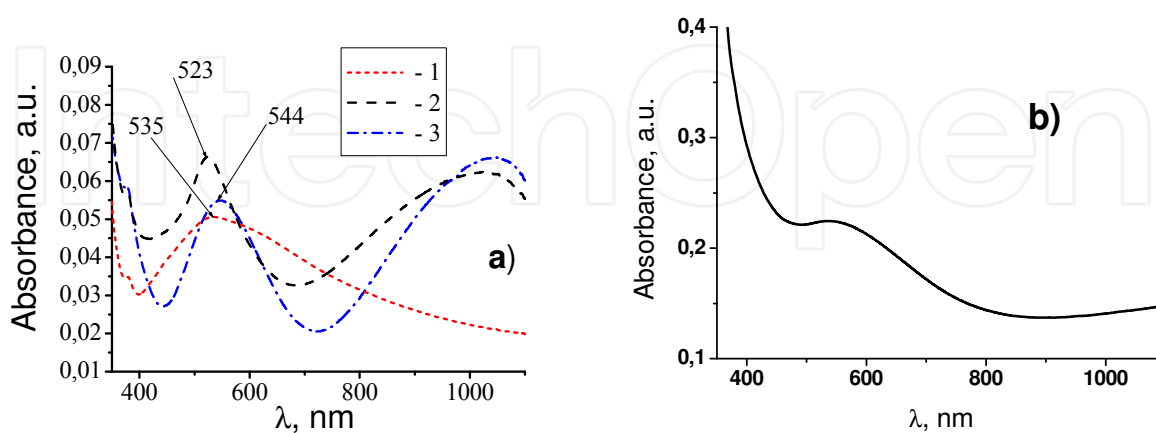 IntechOpen
0,09
0,08
0,07
0,06
0,05
0,04
0,03
0,02
0,01
Absorbance, a.u.
400 600 800 1000
λ, nm
523
535
544
- 1
- 2
- 3
a)
0,4
0,3
0,2
0,1
Absorbance, a.u.
400 600 800 1000
λ, nm
b)